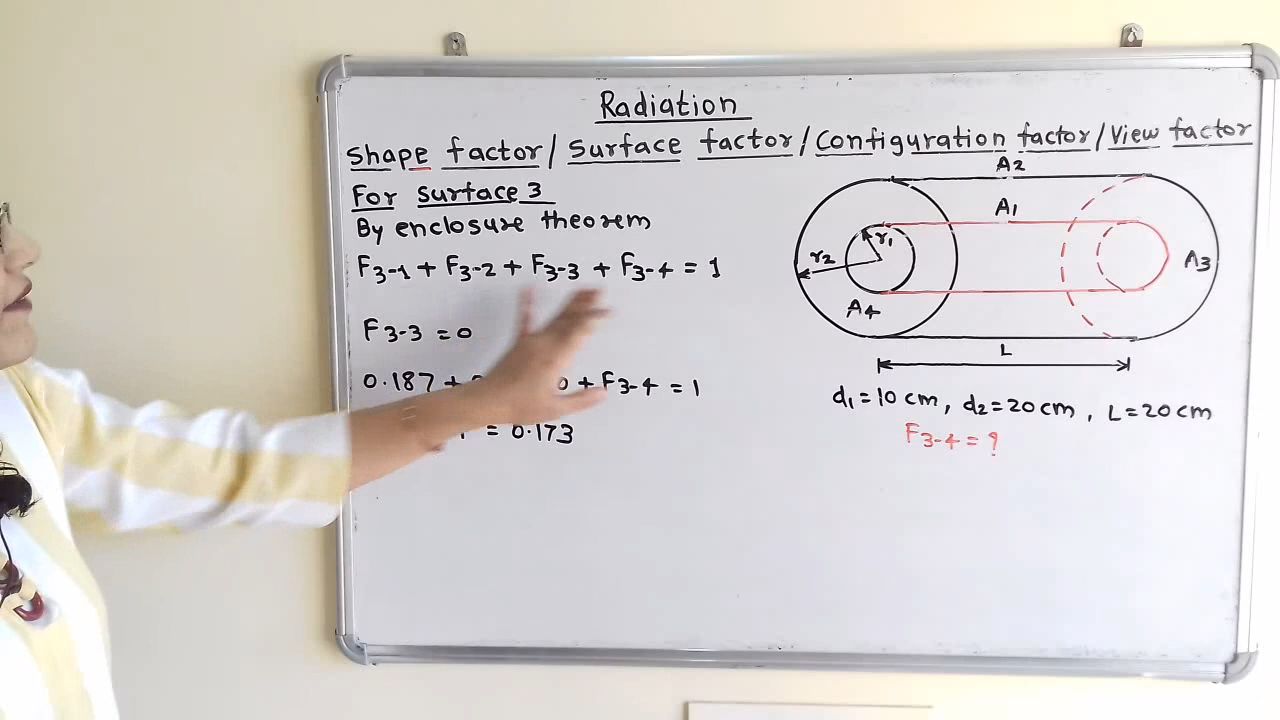 Radiation
Shape factor / Surface factor / Configuration factor / View factor
For Surface 3
By enclosure theorem
F3-1 + F3-2 + F3-3 + F3-4 = 1
F3-3 = 0
0.187 + 0 + F3-4 = 1
= 0.173
A2
A1
r1
r2
A3
A4
L
d1 = 10 cm, d2 = 20 cm, L = 20 cm
F3-4 = ?